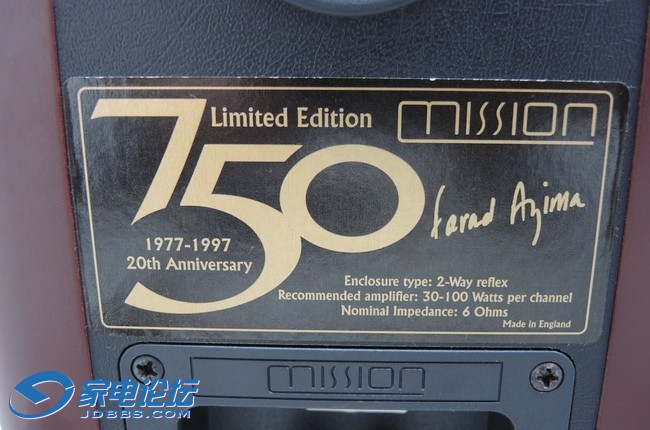 750
Limited Edition
mission
Farad Azima
1977-1997
20th Anniversary
Enclosure type: 2-Way reflex
Recommended amplifier: 30-100 Watts per channel
Nominal Impedance: 6 Ohms
Made in England
mission
家电论坛
JDBBS.COM